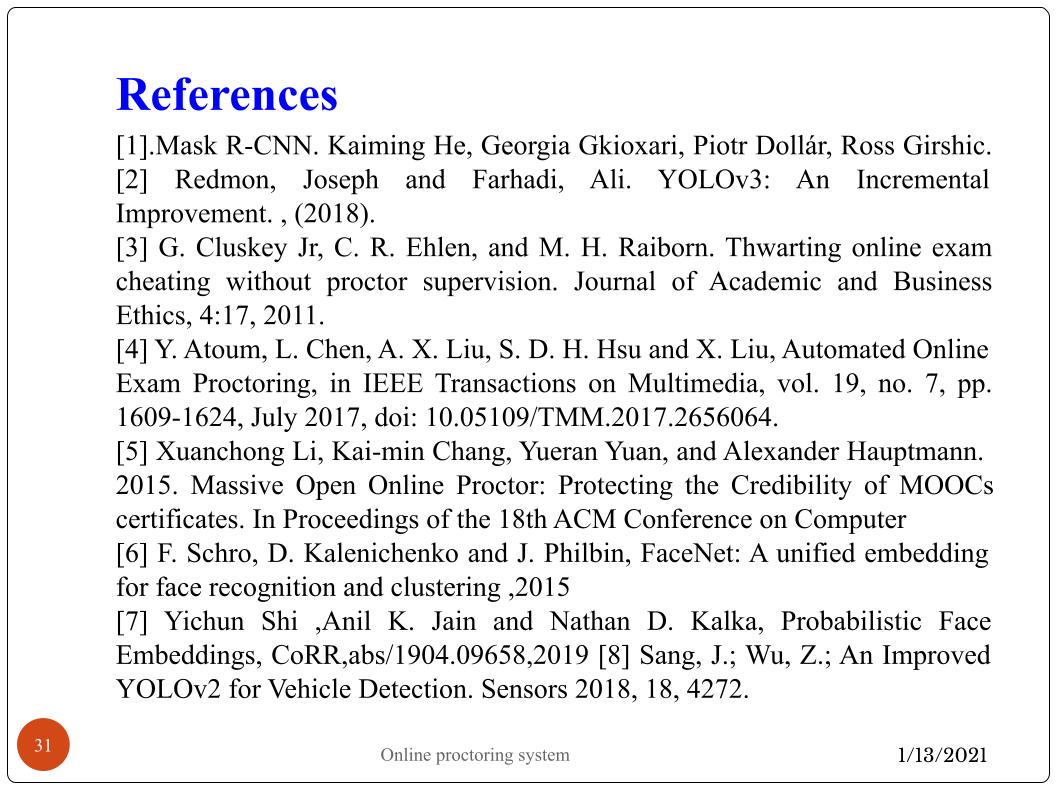 References
[1].Mask R-CNN. Kaiming He, Georgia Gkioxari, Piotr Dollár, Ross Girshic.
[2] Redmon, Joseph and Farhadi, Ali. YOLOv3: An Incremental
Improvement. , (2018).
[3] G. Cluskey Jr, C. R. Ehlen, and M. H. Raiborn. Thwarting online exam
cheating without proctor supervision. Journal of Academic and Business
Ethics, 4:17, 2011.
[4] Y. Atoum, L. Chen, A. X. Liu, S. D. H. Hsu and X. Liu, Automated Online
Exam Proctoring, in IEEE Transactions on Multimedia, vol. 19, no. 7, pp.
1609-1624, July 2017, doi: 10.05109/TMM.2017.2656064.
[5] Xuanchong Li, Kai-min Chang, Yueran Yuan, and Alexander Hauptmann.
2015. Massive Open Online Proctor: Protecting the Credibility of MOOCs
certificates. In Proceedings of the 18th ACM Conference on Computer
[6] F. Schro, D. Kalenichenko and J. Philbin, FaceNet: A unified embedding
for face recognition and clustering ,2015
[7] Yichun Shi ,Anil K. Jain and Nathan D. Kalka, Probabilistic Face
Embeddings, CoRR,abs/1904.09658,2019 [8] Sang, J.; Wu, Z.; An Improved
YOLOv2 for Vehicle Detection. Sensors 2018, 18, 4272.
31
Online proctoring system
1/13/2021